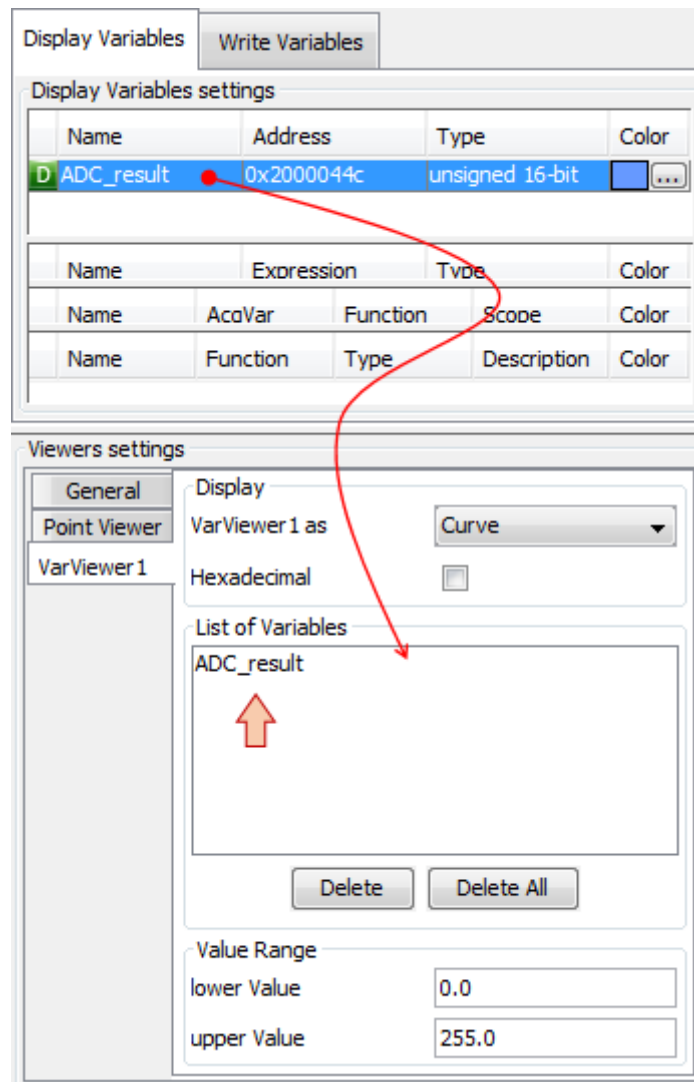 Display Variables Write Variables
Display Variables settings
Name Address Type Color
D ADC_result 0x2000044c unsigned 16-bit ...
Name Expression Type Color
Name AcqVar Function Scope Color
Name Function Type Description Color
Viewers settings
General
Point Viewer
VarViewer1
Display
VarViewer1 as Curve
Hexadecimal
List of Variables
ADC_result
Delete Delete All
Value Range
lower Value 0.0
upper Value 255.0